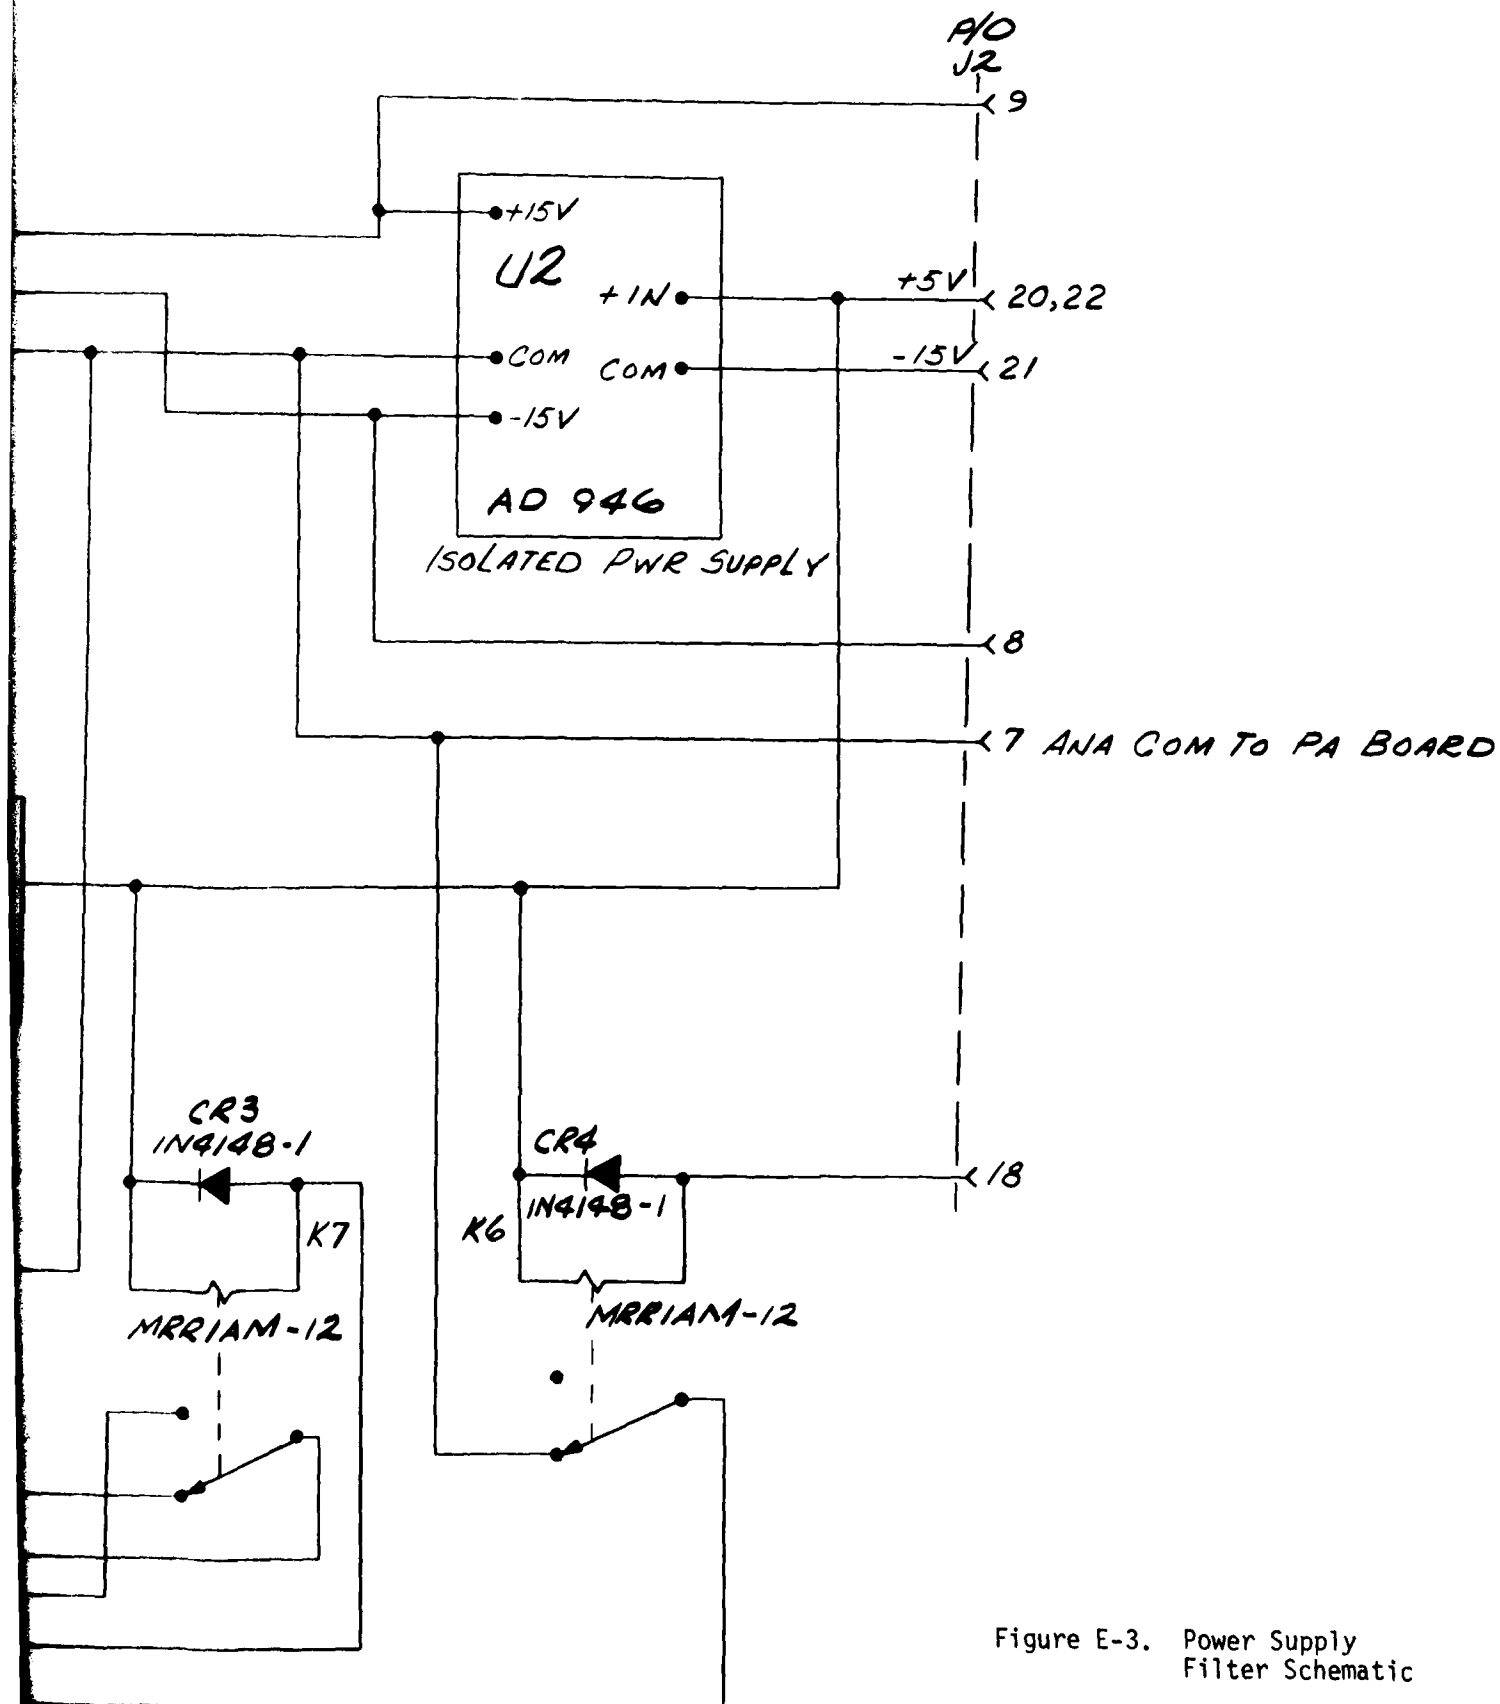 P/O
J2
9
+15V
U2
+IN
+5V
20,22
COM
COM
-15V
21
-15V
AD 946
ISOLATED PWR SUPPLY
8
7 ANA COM TO PA BOARD
CR3
1N4148-1
CR4
18
1N4148-1
K7
K6
MRR1AM-12
MRR1AM-12
Figure E-3. Power Supply
Filter Schematic